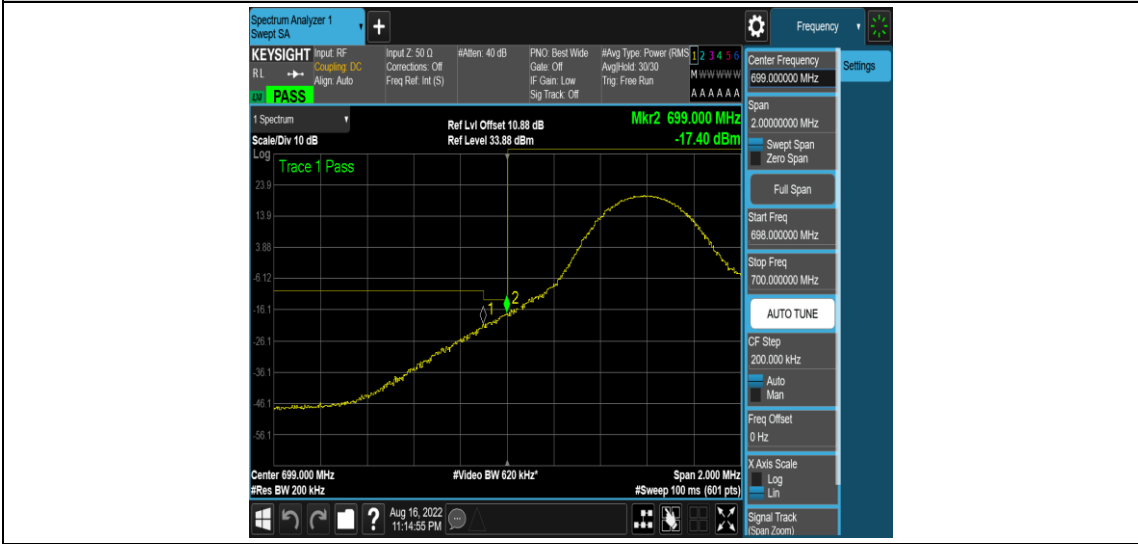 Spectrum Analyzer 1
Swept SA
+
Frequency
KEYSIGHT
RL
PASS
Input: RF
Coupling: DC
Align: Auto
Input Z: 50 Ω
Corrections: Off
Freq Ref: Int (S)
#Atten: 40 dB
PNO: Best Wide
Gate: Off
IF Gain: Low
Sig Track: Off
#Avg Type: Power (RMS
Avg|Hold: 30/30
Trig: Free Run
1 2 3 4 5 6
M W W W W W
A A A A A A
1 Spectrum
Scale/Div 10 dB
Ref Lvl Offset 10.88 dB
Ref Level 33.88 dBm
Mkr2 699.000 MHz
-17.40 dBm
Log
Trace 1 Pass
23.9
13.9
3.88
-6.12
-16.1
-26.1
-36.1
-46.1
-56.1
1
2
Center 699.000 MHz
#Video BW 620 kHz*
Span 2.000 MHz
#Res BW 200 kHz
#Sweep 100 ms (601 pts)
Aug 16, 2022
11:14:55 PM
?
Center Frequency
699.000000 MHz
Settings
Span
2.00000000 MHz
Swept Span
Zero Span
Full Span
Start Freq
698.000000 MHz
Stop Freq
700.000000 MHz
AUTO TUNE
CF Step
200.000 kHz
Auto
Man
Freq Offset
0 Hz
X Axis Scale
Log
Lin
Signal Track
(Span Zoom)